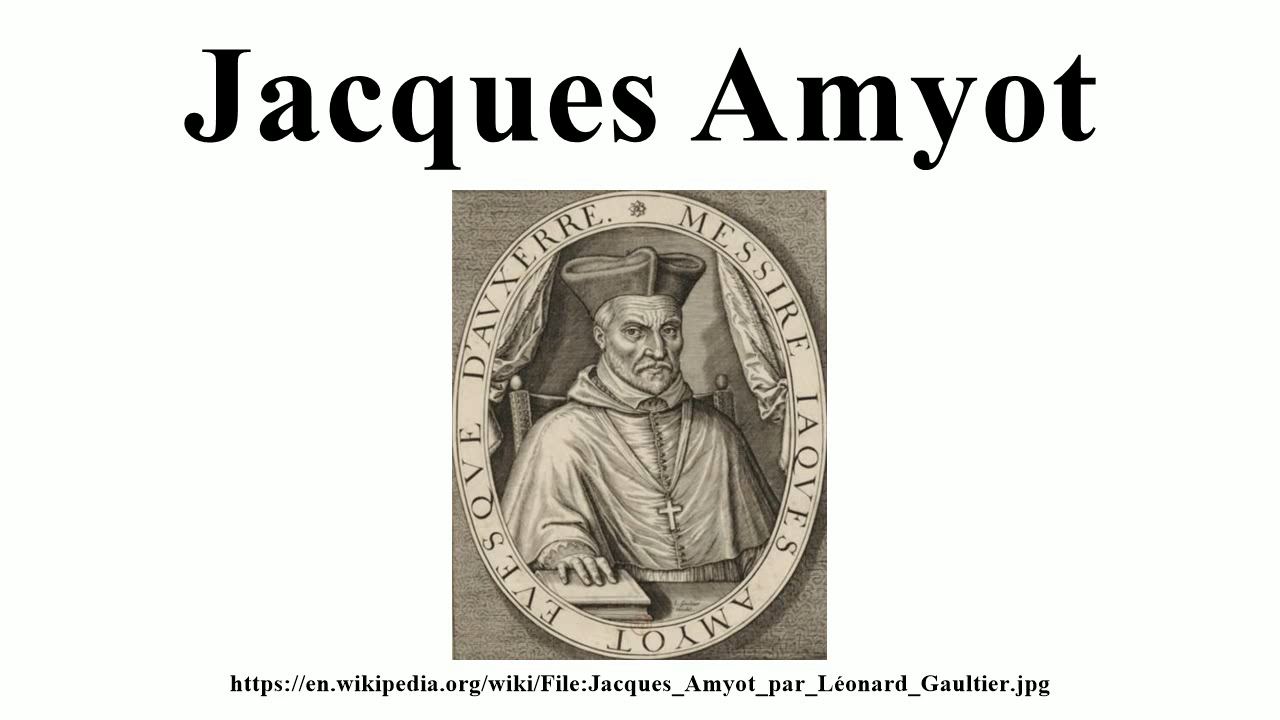 Jacques Amyot
MESSIRE IAQVES AMYOT EVESQVE D'AVXERRE.
https://en.wikipedia.org/wiki/File:Jacques_Amyot_par_Léonard_Gaultier.jpg